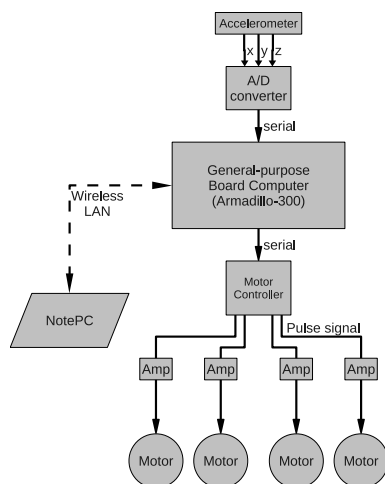 Accelerometer
x y z
A/D
converter
serial
General-purpose
Board Computer
(Armadillo-300)
Wireless
LAN
serial
Motor
Controller
NotePC
Pulse signal
Amp Amp Amp Amp
Motor Motor Motor Motor